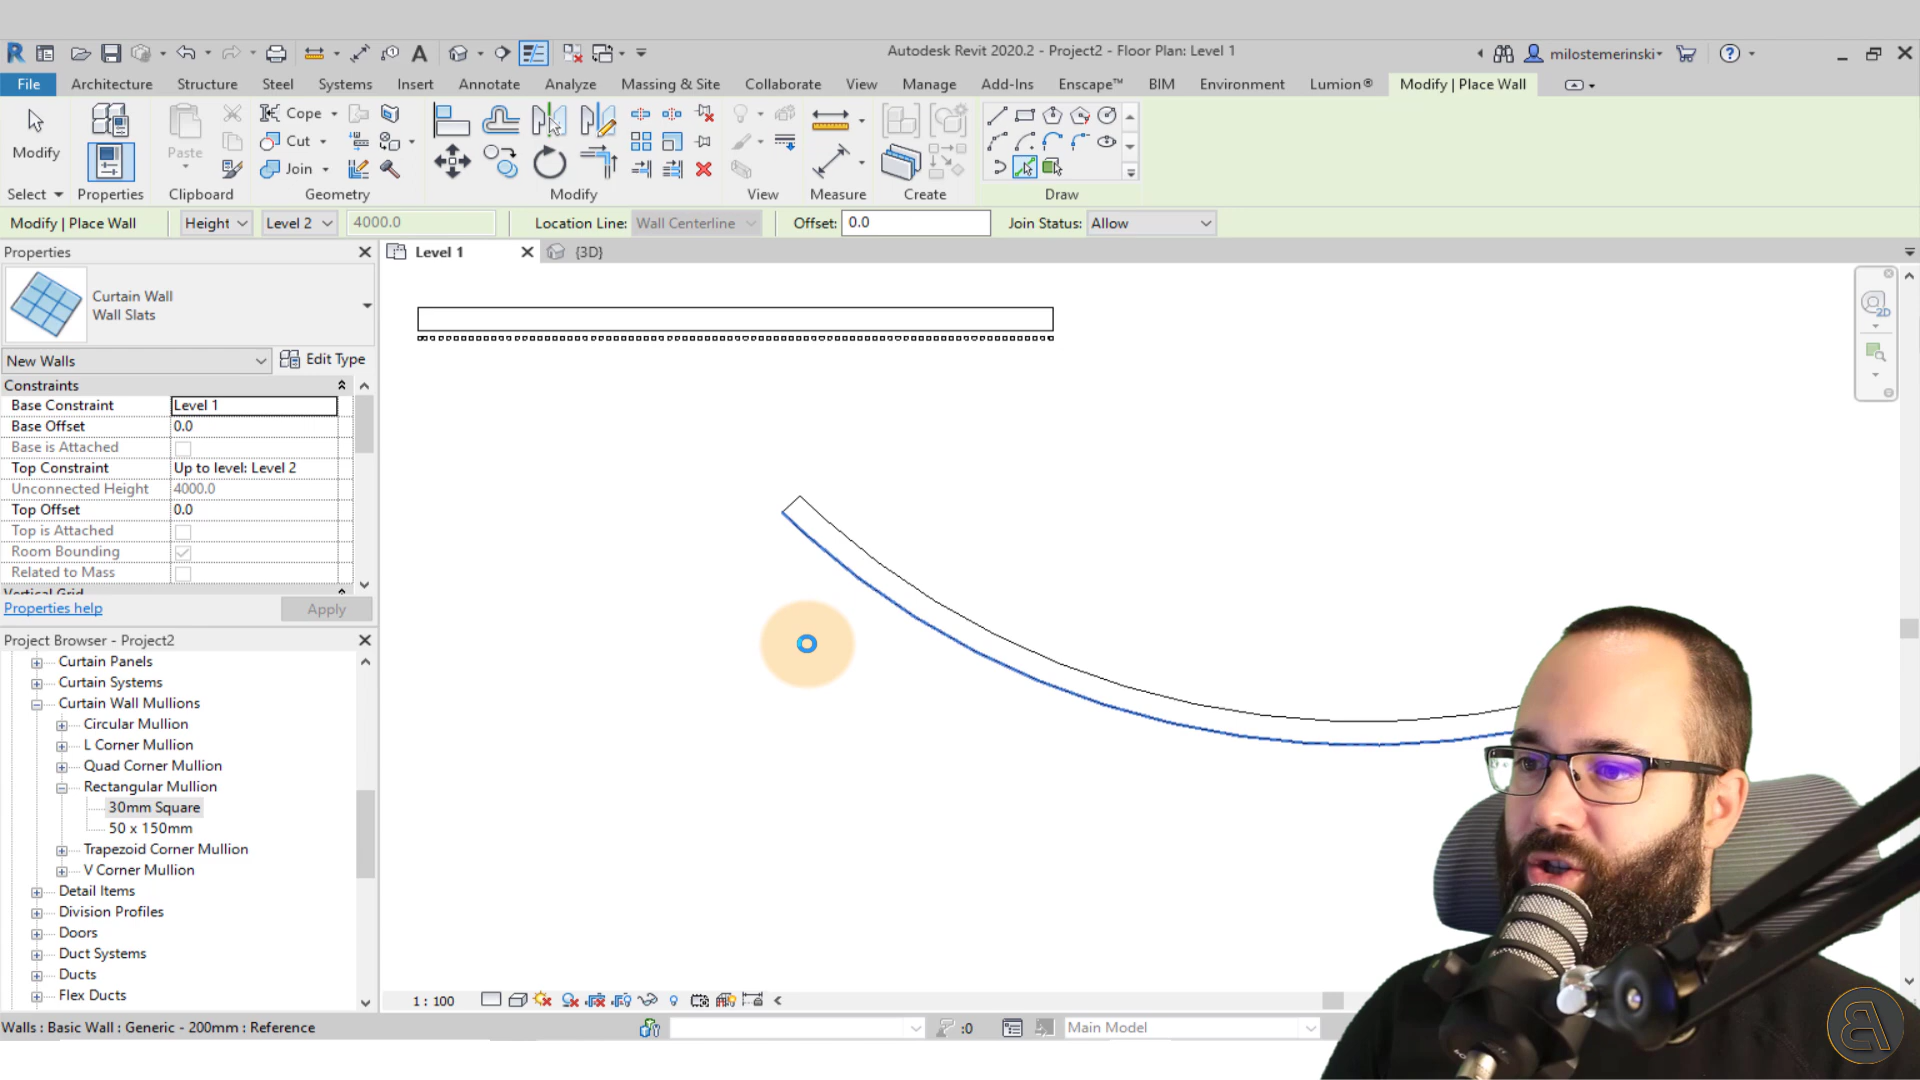 Autodesk Revit 2020.2 - Project2 - Floor Plan: Level 1
milostemerinski
File Architecture Structure Steel Systems Insert Annotate Analyze Massing & Site Collaborate View Manage Add-Ins Enscape™ BIM Environment Lumion® Modify | Place Wall
Modify Paste Cope Cut Join
Select Properties Clipboard Geometry Modify View Measure Create Draw
Modify | Place Wall Height Level 2 4000.0 Location Line: Wall Centerline Offset: 0.0 Join Status: Allow
Properties
Level 1 {3D}
Curtain Wall
Wall Slats
New Walls Edit Type
Constraints
Base Constraint Level 1
Base Offset 0.0
Base is Attached
Top Constraint Up to level: Level 2
Unconnected Height 4000.0
Top Offset 0.0
Top is Attached
Room Bounding
Related to Mass
Vertical Grid
Properties help Apply
Project Browser - Project2
Curtain Panels
Curtain Systems
Curtain Wall Mullions
Circular Mullion
L Corner Mullion
Quad Corner Mullion
Rectangular Mullion
30mm Square
50 x 150mm
Trapezoid Corner Mullion
V Corner Mullion
Detail Items
Division Profiles
Doors
Duct Systems
Ducts
Flex Ducts
2D
1 : 100
Walls : Basic Wall : Generic - 200mm : Reference
:0 Main Model